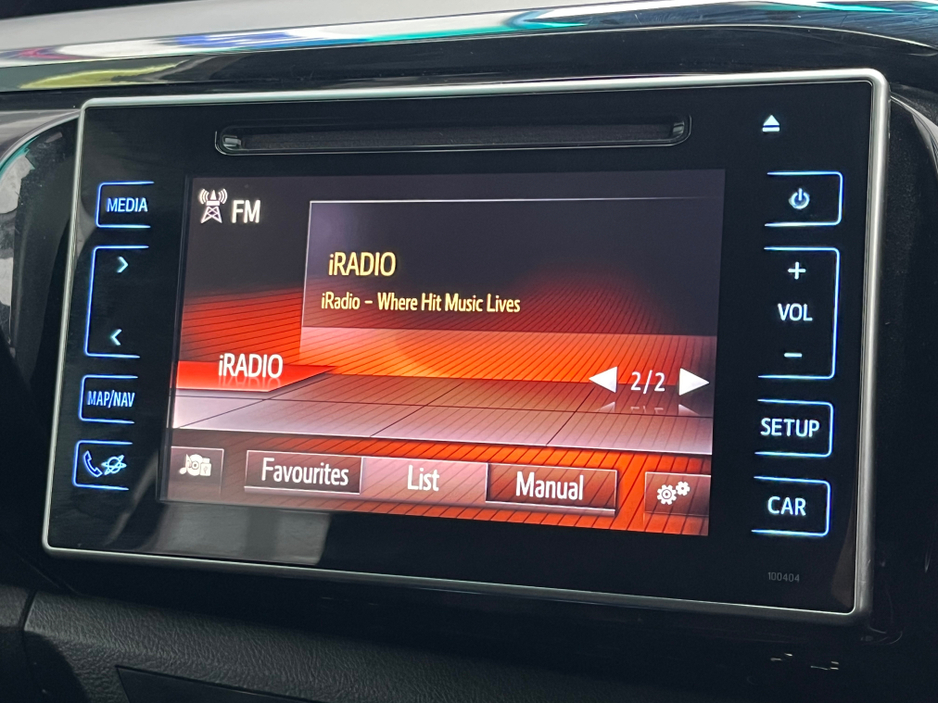 MEDIA
MAP/NAV
FM
iRADIO
iRadio - Where Hit Music Lives
iRADIO
2/2
Favourites
List
Manual
+
VOL
-
SETUP
CAR
100404